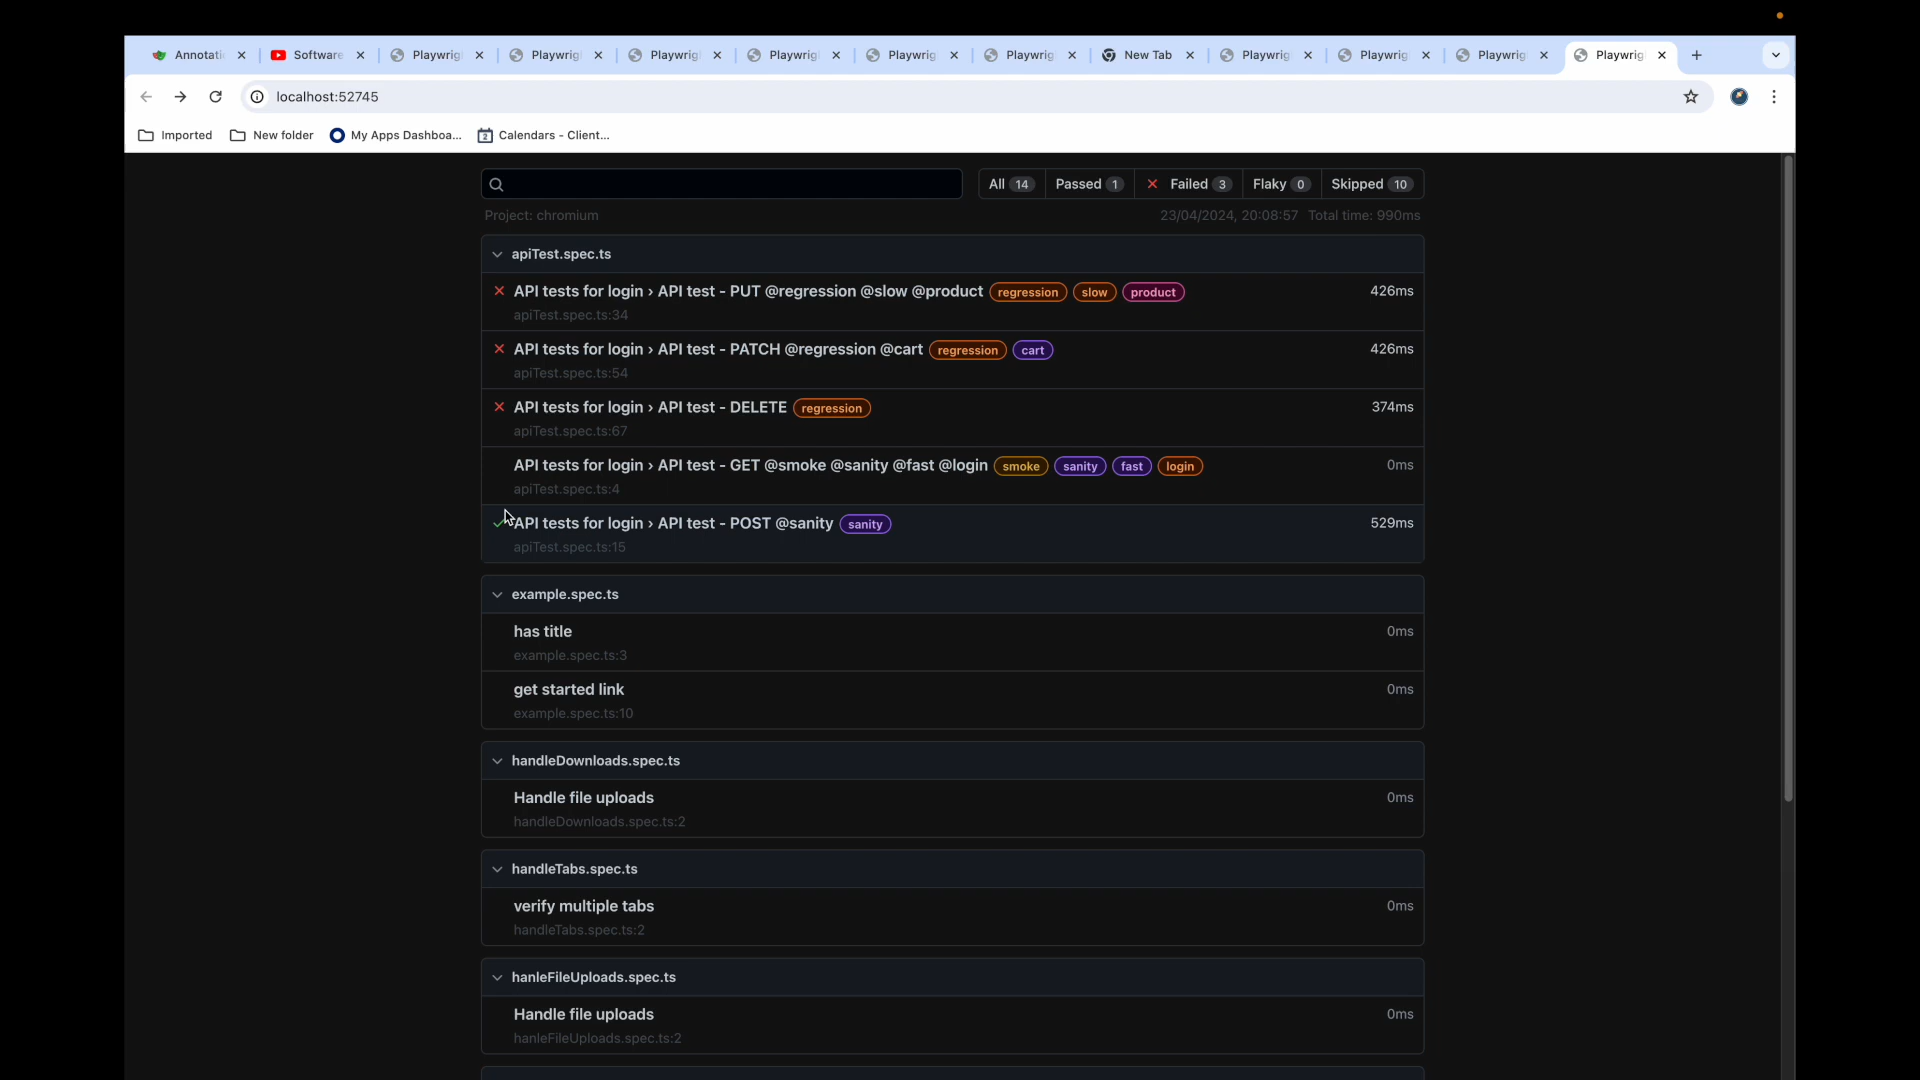 Annotati
Software
Playwrig
Playwrig
Playwrig
Playwrig
Playwrig
Playwrig
New Tab
Playwrig
Playwrig
Playwrig
Playwrig
localhost:52745
Imported
New folder
My Apps Dashboa...
Calendars - Client...
All 14
Passed 1
Failed 3
Flaky 0
Skipped 10
Project: chromium
23/04/2024, 20:08:57 Total time: 990ms
apiTest.spec.ts
API tests for login › API test - PUT @regression @slow @product regression slow product 426ms
apiTest.spec.ts:34
API tests for login › API test - PATCH @regression @cart regression cart 426ms
apiTest.spec.ts:54
API tests for login › API test - DELETE regression 374ms
apiTest.spec.ts:67
API tests for login › API test - GET @smoke @sanity @fast @login smoke sanity fast login 0ms
apiTest.spec.ts:4
API tests for login › API test - POST @sanity sanity 529ms
apiTest.spec.ts:15
example.spec.ts
has title 0ms
example.spec.ts:3
get started link 0ms
example.spec.ts:10
handleDownloads.spec.ts
Handle file uploads 0ms
handleDownloads.spec.ts:2
handleTabs.spec.ts
verify multiple tabs 0ms
handleTabs.spec.ts:2
hanleFileUploads.spec.ts
Handle file uploads 0ms
hanleFileUploads.spec.ts:2